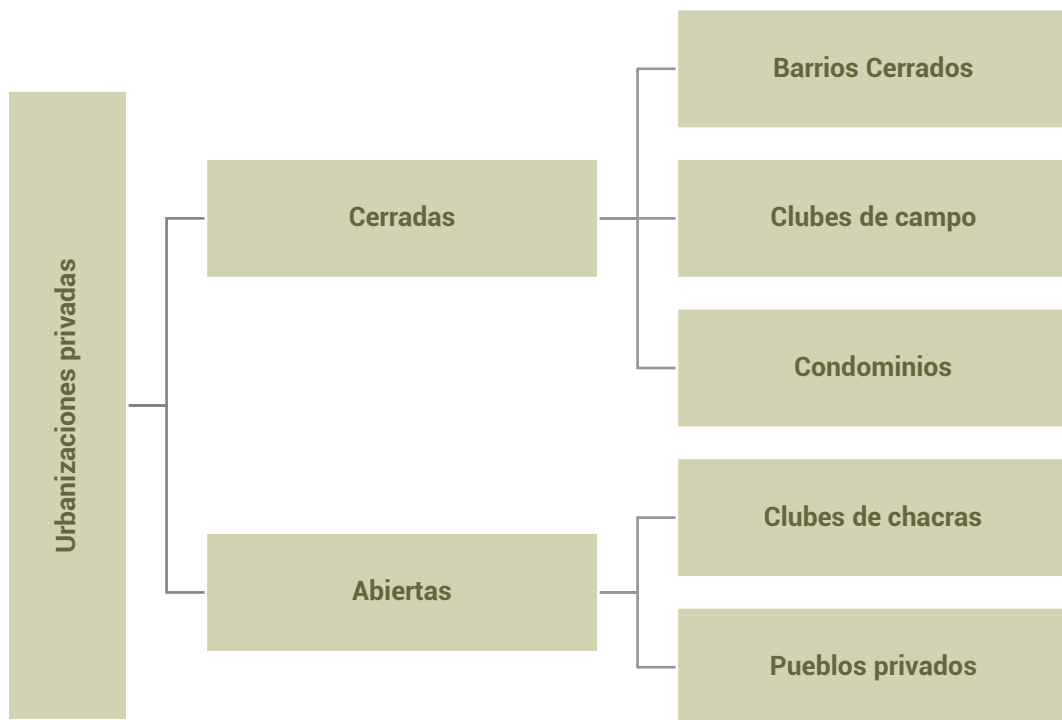 Urbanizaciones privadas
Cerradas
Barrios Cerrados
Clubes de campo
Condominios
Abiertas
Clubes de chacras
Pueblos privados